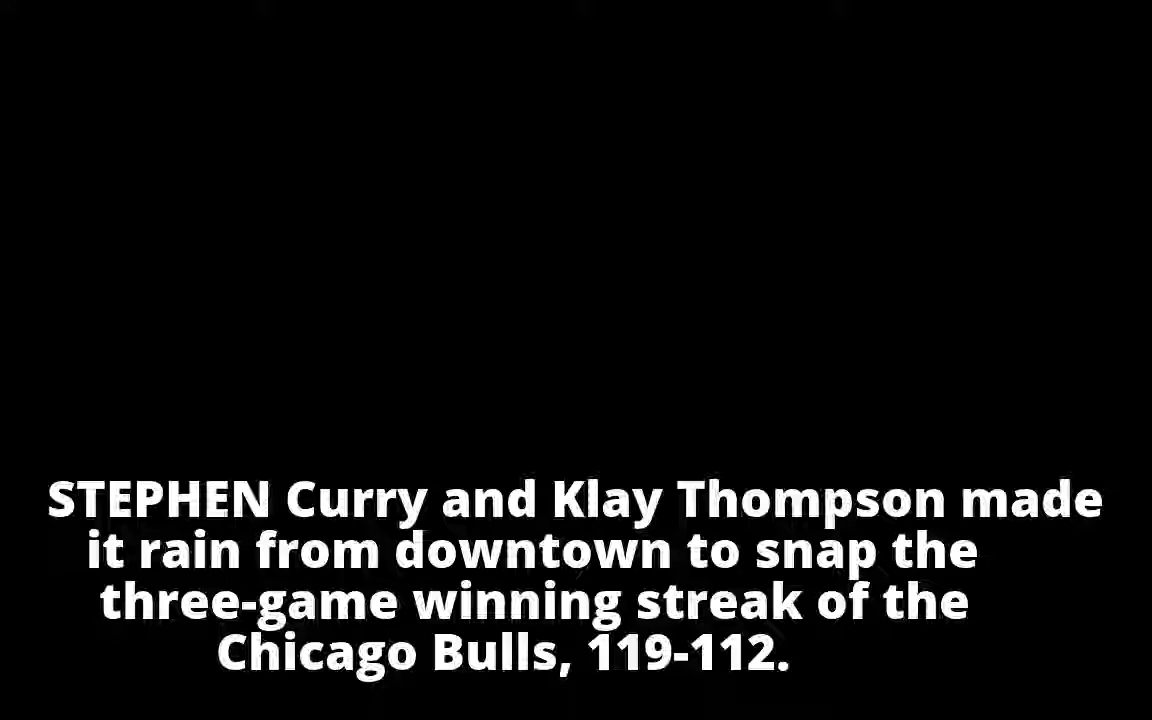 STEPHEN Curry and Klay Thompson made
it rain from downtown to snap the
three-game winning streak of the
Chicago Bulls, 119-112.